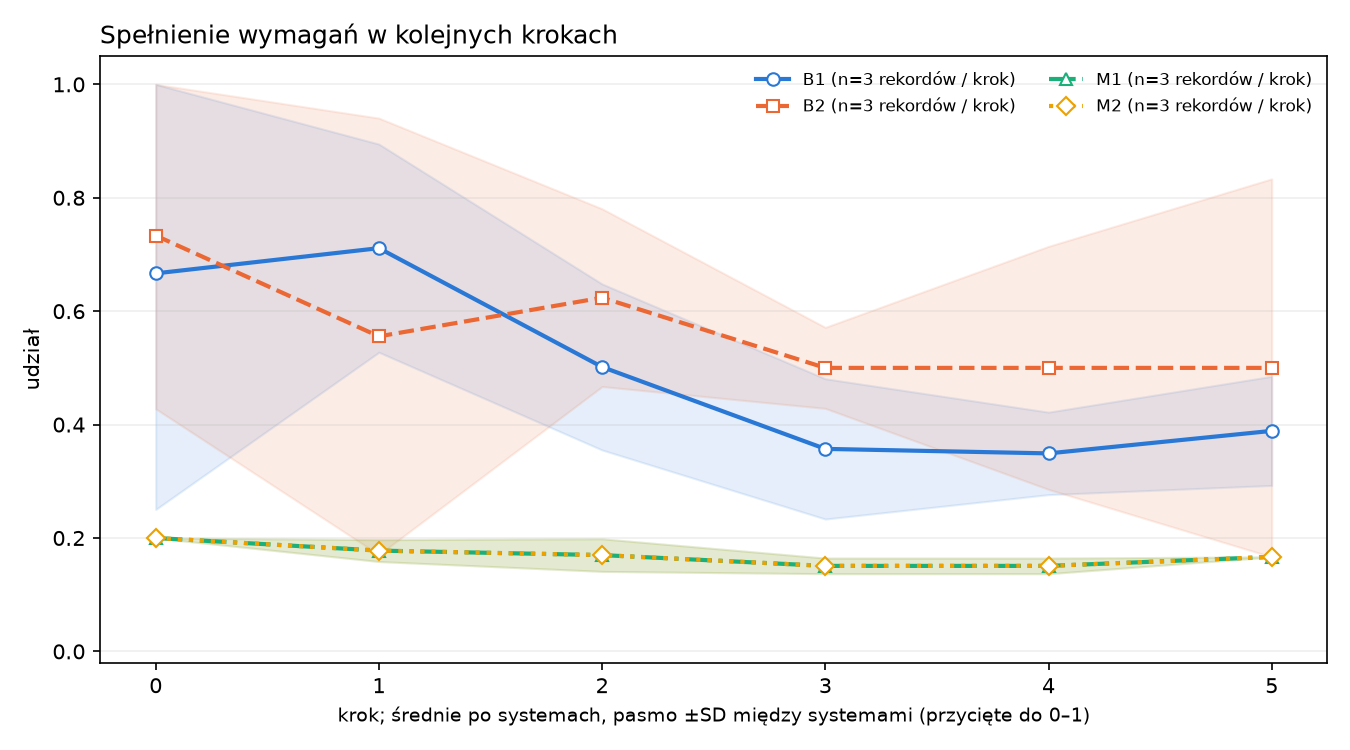 Spełnienie wymagań w kolejnych krokach
B1 (n=3 rekordów / krok)
B2 (n=3 rekordów / krok)
M1 (n=3 rekordów / krok)
M2 (n=3 rekordów / krok)
udział
1.0
0.8
0.6
0.4
0.2
0.0
0 1 2 3 4 5
krok; średnie po systemach, pasmo ±SD między systemami (przycięte do 0–1)